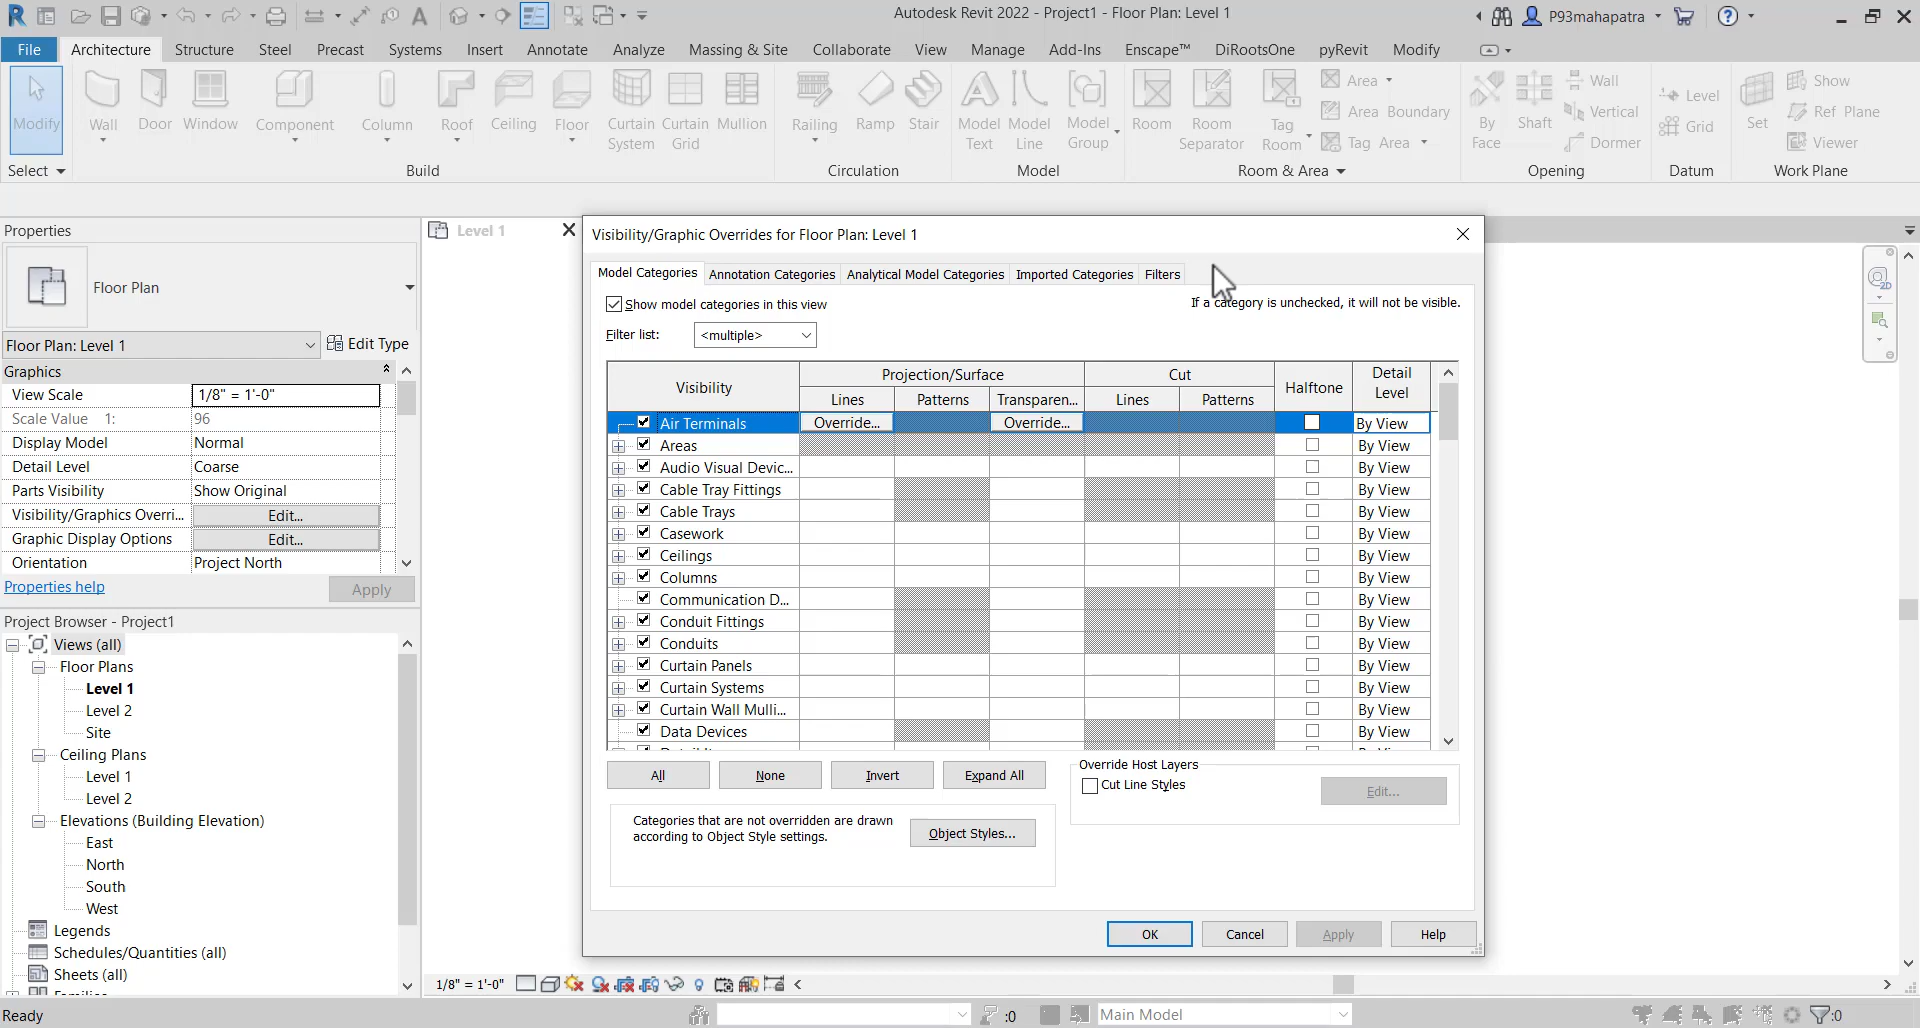 Autodesk Revit 2022 - Project1 - Floor Plan: Level 1
P93mahapatra
File Architecture Structure Steel Precast Systems Insert Annotate Analyze Massing & Site Collaborate View Manage Add-Ins Enscape™ DiRootsOne pyRevit Modify
Modify
Wall
Door
Window
Component
Column
Roof
Ceiling
Floor
Curtain System
Curtain Grid
Mullion
Railing
Ramp
Stair
Model Text
Model Line
Model Group
Room
Room Separator
Tag Room
Area
Area Boundary
Tag Area
By Face
Shaft
Wall
Vertical
Dormer
Level
Grid
Set
Show
Ref Plane
Viewer
Select Build Circulation Model Room & Area Opening Datum Work Plane
Properties
Floor Plan
Floor Plan: Level 1 Edit Type
Graphics
View Scale 1/8" = 1'-0"
Scale Value 1: 96
Display Model Normal
Detail Level Coarse
Parts Visibility Show Original
Visibility/Graphics Overri... Edit...
Graphic Display Options Edit...
Orientation Project North
Properties help Apply
Project Browser - Project1
Views (all)
Floor Plans
Level 1
Level 2
Site
Ceiling Plans
Level 1
Level 2
Elevations (Building Elevation)
East
North
South
West
Legends
Schedules/Quantities (all)
Sheets (all)
Level 1
Visibility/Graphic Overrides for Floor Plan: Level 1
Model Categories Annotation Categories Analytical Model Categories Imported Categories Filters
Show model categories in this view
If a category is unchecked, it will not be visible.
Filter list: <multiple>
Visibility Projection/Surface Cut Halftone Detail Level
Lines Patterns Transparen... Lines Patterns
Air Terminals Override... Override... By View
Areas By View
Audio Visual Devic... By View
Cable Tray Fittings By View
Cable Trays By View
Casework By View
Ceilings By View
Columns By View
Communication D... By View
Conduit Fittings By View
Conduits By View
Curtain Panels By View
Curtain Systems By View
Curtain Wall Mulli... By View
Data Devices By View
All None Invert Expand All
Override Host Layers
Cut Line Styles Edit...
Categories that are not overridden are drawn
according to Object Style settings.
Object Styles...
OK Cancel Apply Help
1/8" = 1'-0"
Ready
:0
Main Model
:0